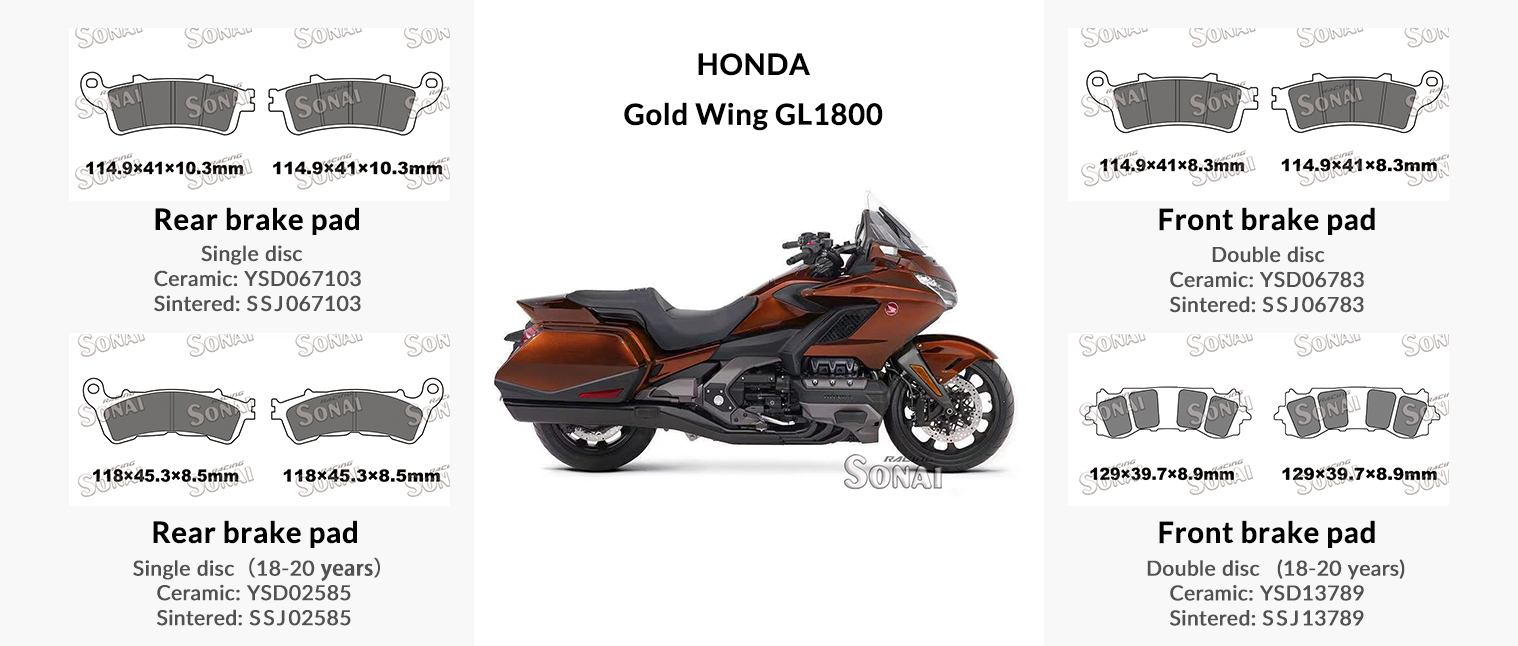 HONDA
Gold Wing GL1800
114.9×41×10.3mm 114.9×41×10.3mm
Rear brake pad
Single disc
Ceramic: YSD067103
Sintered: SSJ067103
118×45.3×8.5mm 118×45.3×8.5mm
Rear brake pad
Single disc（18-20 years）
Ceramic: YSD02585
Sintered: SSJ02585
RACING
SONAI
114.9×41×8.3mm 114.9×41×8.3mm
Front brake pad
Double disc
Ceramic: YSD06783
Sintered: SSJ06783
129×39.7×8.9mm 129×39.7×8.9mm
Front brake pad
Double disc (18-20 years)
Ceramic: YSD13789
Sintered: SSJ13789